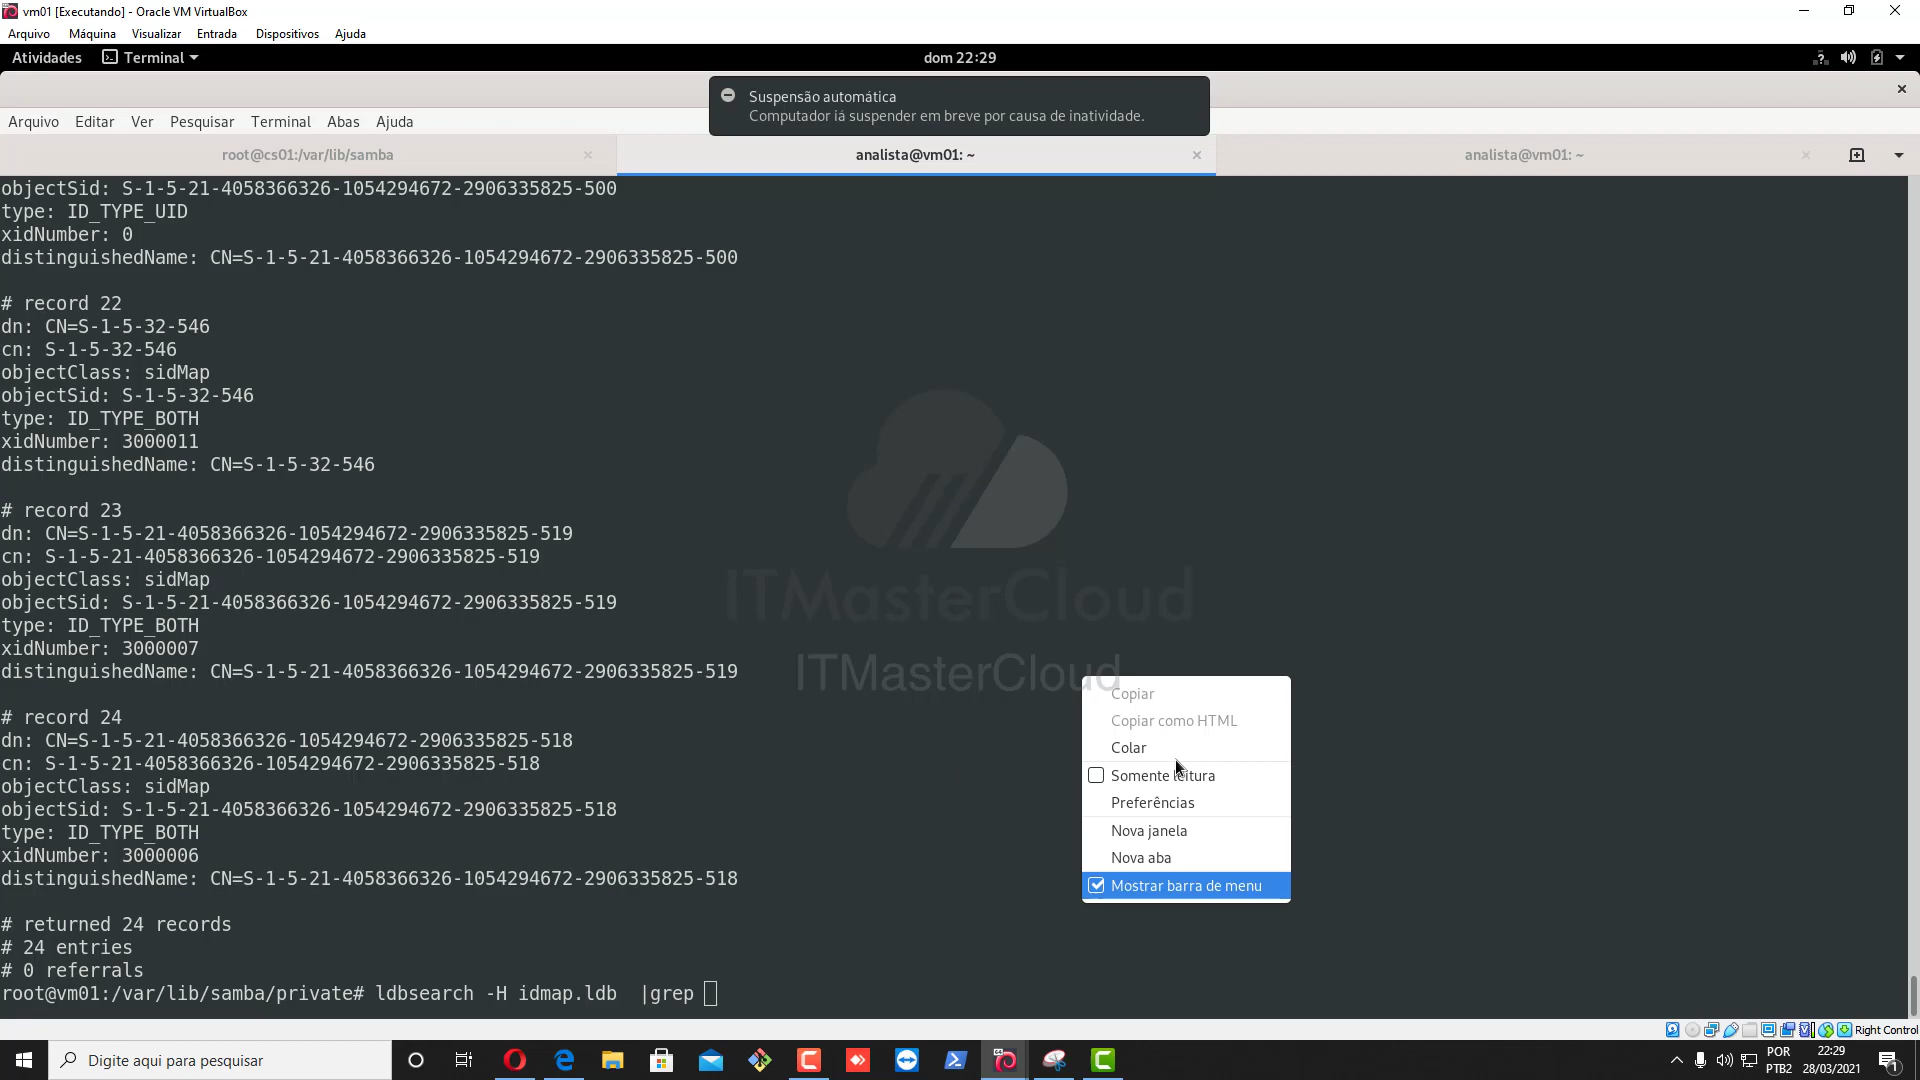 vm01 [Executando] - Oracle VM VirtualBox
Arquivo Máquina Visualizar Entrada Dispositivos Ajuda
Atividades Terminal dom 22:29
Suspensão automática
Computador iá suspender em breve por causa de inatividade.
Arquivo Editar Ver Pesquisar Terminal Abas Ajuda
root@cs01:/var/lib/samba analista@vm01: ~ analista@vm01: ~
objectSid: S-1-5-21-4058366326-1054294672-2906335825-500
type: ID_TYPE_UID
xidNumber: 0
distinguishedName: CN=S-1-5-21-4058366326-1054294672-2906335825-500
# record 22
dn: CN=S-1-5-32-546
cn: S-1-5-32-546
objectClass: sidMap
objectSid: S-1-5-32-546
type: ID_TYPE_BOTH
xidNumber: 3000011
distinguishedName: CN=S-1-5-32-546
# record 23
dn: CN=S-1-5-21-4058366326-1054294672-2906335825-519
cn: S-1-5-21-4058366326-1054294672-2906335825-519
objectClass: sidMap
objectSid: S-1-5-21-4058366326-1054294672-2906335825-519
type: ID_TYPE_BOTH
xidNumber: 3000007
distinguishedName: CN=S-1-5-21-4058366326-1054294672-2906335825-519
# record 24
dn: CN=S-1-5-21-4058366326-1054294672-2906335825-518
cn: S-1-5-21-4058366326-1054294672-2906335825-518
objectClass: sidMap
objectSid: S-1-5-21-4058366326-1054294672-2906335825-518
type: ID_TYPE_BOTH
xidNumber: 3000006
distinguishedName: CN=S-1-5-21-4058366326-1054294672-2906335825-518
# returned 24 records
# 24 entries
# 0 referrals
root@vm01:/var/lib/samba/private# ldbsearch -H idmap.ldb |grep
ITMasterCloud
ITMasterCloud
Copiar
Copiar como HTML
Colar
Somente leitura
Preferências
Nova janela
Nova aba
Mostrar barra de menu
Right Control
Digite aqui para pesquisar
POR
PTB2
22:29
28/03/2021
1